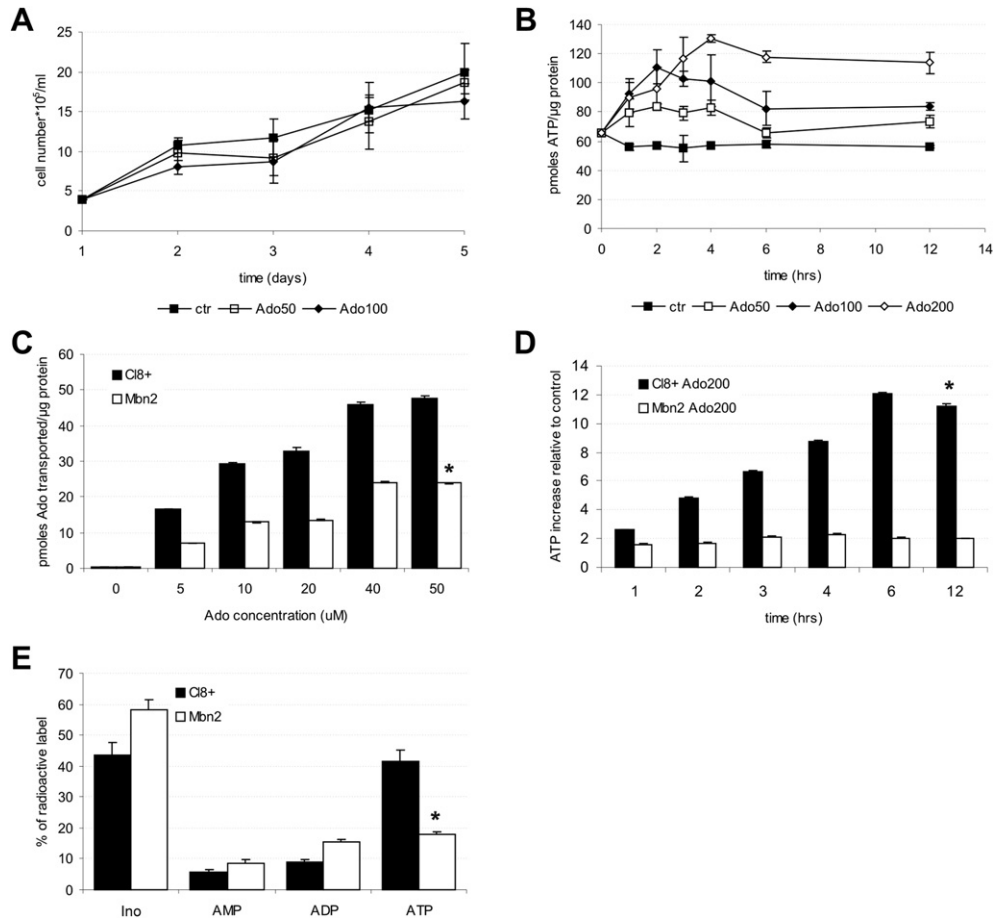 A
cell number*10⁵/ml
25
20
15
10
5
0
1 2 3 4 5
time (days)
ctr Ado50 Ado100
B
pmoles ATP/µg protein
140
120
100
80
60
40
20
0
0 2 4 6 8 10 12 14
time (hrs)
ctr Ado50 Ado100 Ado200
C
pmoles Ado transported/µg protein
60
50
40
30
20
10
0
Cl8+
Mbn2
*
0 5 10 20 40 50
Ado concentration (uM)
D
ATP increase relative to control
14
12
10
8
6
4
2
0
Cl8+ Ado200
Mbn2 Ado200
*
1 2 3 4 6 12
time (hrs)
E
% of radioactive label
70
60
50
40
30
20
10
0
Cl8+
Mbn2
*
Ino AMP ADP ATP